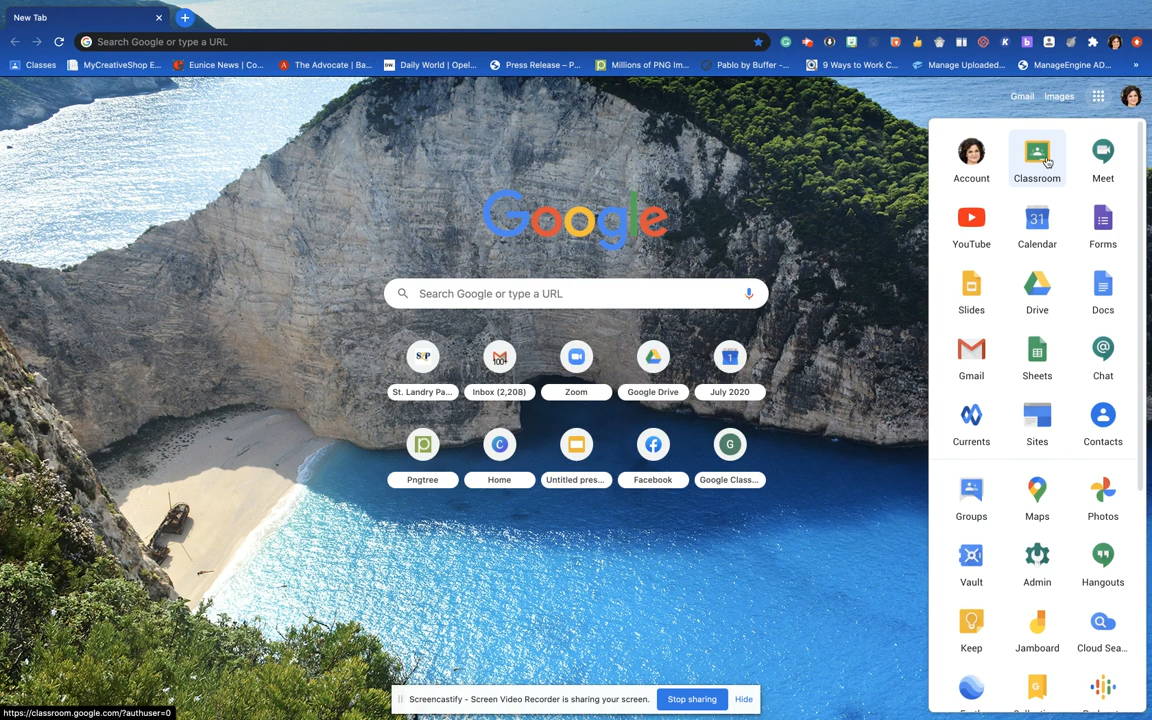 New Tab
Search Google or type a URL
Classes
MyCreativeShop E...
Eunice News | Co...
The Advocate | Ba...
Daily World | Opel...
Press Release – P...
Millions of PNG Im...
Pablo by Buffer -...
9 Ways to Work C...
Manage Uploaded...
ManageEngine AD...
»
Gmail
Images
Account
Classroom
Meet
YouTube
31
Calendar
Forms
Google
Search Google or type a URL
Slides
Drive
Docs
Gmail
Sheets
Chat
100+
1
St. Landry Pa...
Inbox (2,208)
Zoom
Google Drive
July 2020
Currents
Sites
Contacts
C
G
Pngtree
Home
Untitled pres...
Facebook
Google Class...
Groups
Maps
Photos
Vault
Admin
Hangouts
Keep
Jamboard
Cloud Sea...
Screencastify - Screen Video Recorder is sharing your screen.
Stop sharing
Hide
https://classroom.google.com/?authuser=0